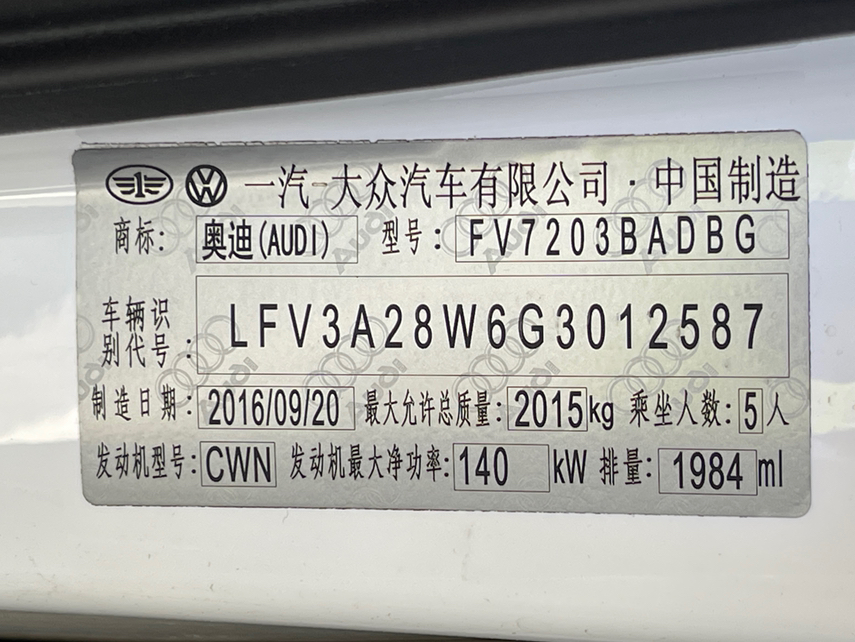 一汽-大众汽车有限公司·中国制造
商标: 奥迪(AUDI) 型号: FV7203BADBG
车辆识别代号: LFV3A28W6G3012587
制造日期: 2016/09/20 最大允许总质量: 2015kg 乘坐人数: 5人
发动机型号: CWN 发动机最大净功率: 140 kW 排量: 1984 ml